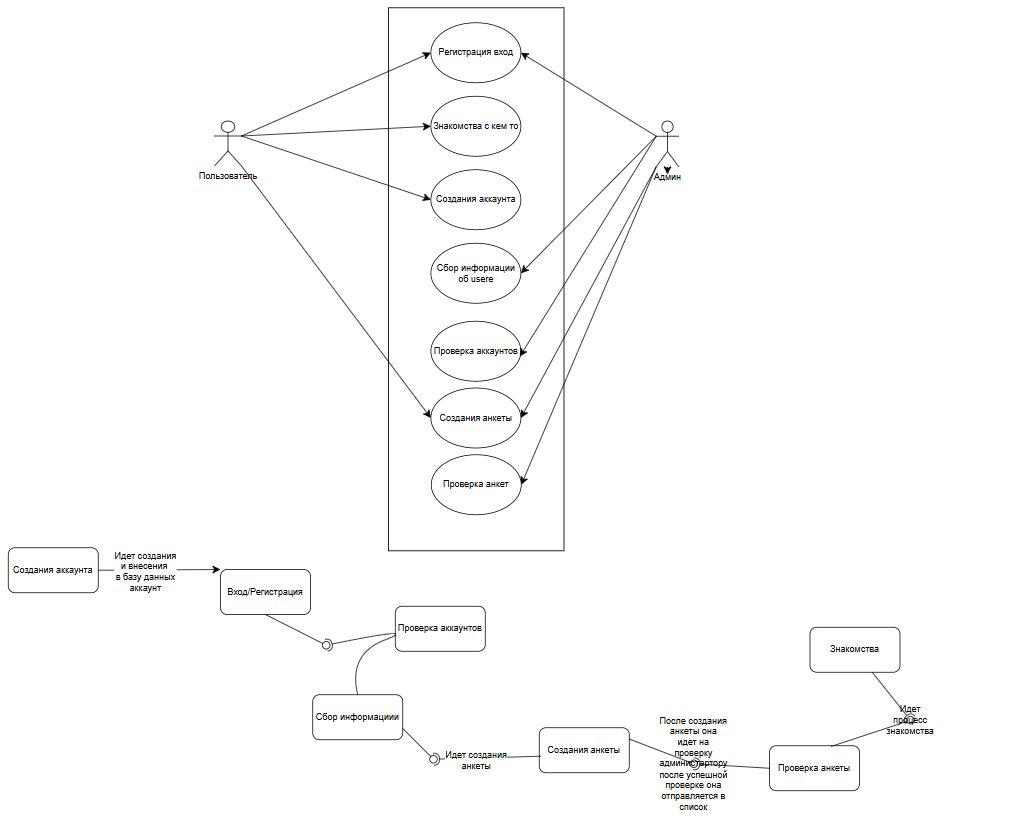 Регистрация вход
Знакомства с кем то
Пользователь
Админ
Создания аккаунта
Сбор информации
об usere
Проверка аккаунтов
Создания анкеты
Проверка анкет
Создания аккаунта
Идет создания
и внесения
в базу данных
аккаунт
Вход/Регистрация
Проверка аккаунтов
Сбор информациии
Идет создания
анкеты
Создания анкеты
После создания
анкеты она
идет на
проверку
администартору
после успешной
проверке она
отправляется в
список
Проверка анкеты
Знакомства
Идет
процесс
знакомства